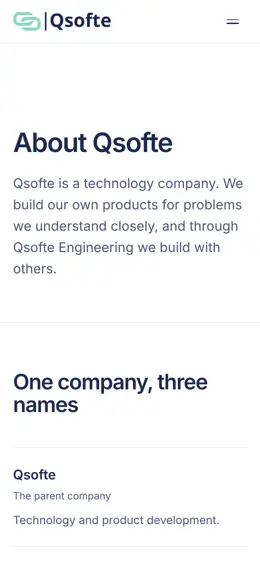 |Qsofte
About Qsofte
Qsofte is a technology company. We
build our own products for problems
we understand closely, and through
Qsofte Engineering we build with
others.
One company, three
names
Qsofte
The parent company
Technology and product development.